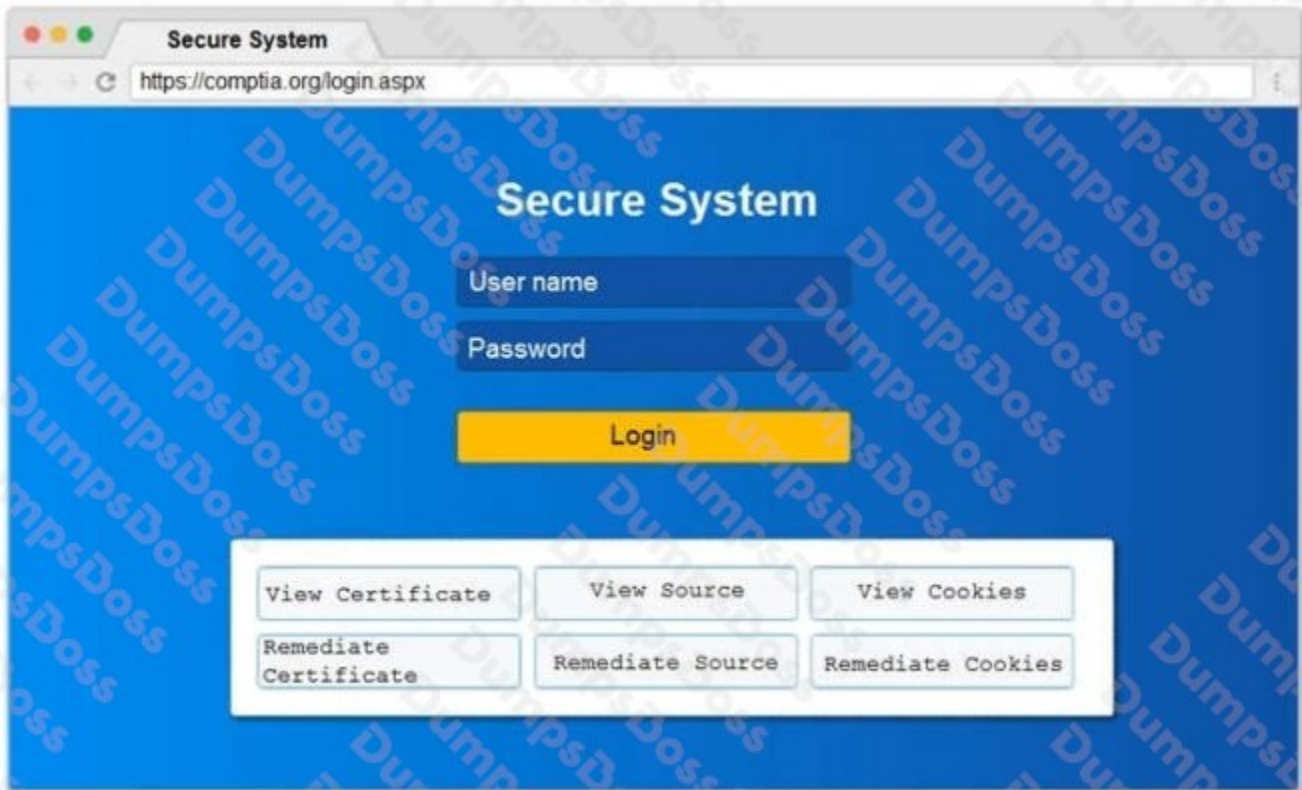 Secure System
https://comptia.org/login.aspx
Secure System
User name
Password
Login
View Certificate
View Source
View Cookies
Remediate
Certificate
Remediate Source
Remediate Cookies
DumpsDoss